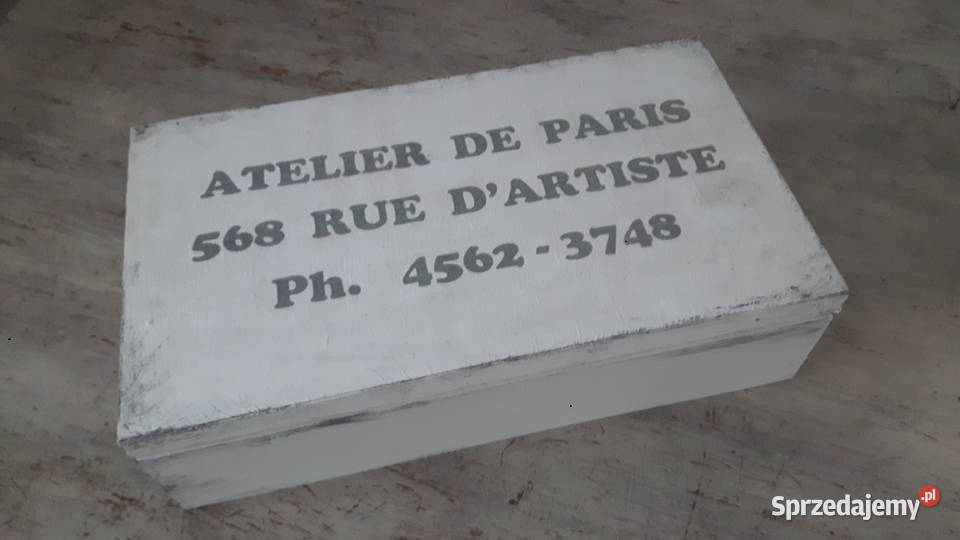 ATELIER DE PARIS
568 RUE D'ARTISTE
Ph. 4562-3748
Sprzedajemy.pl